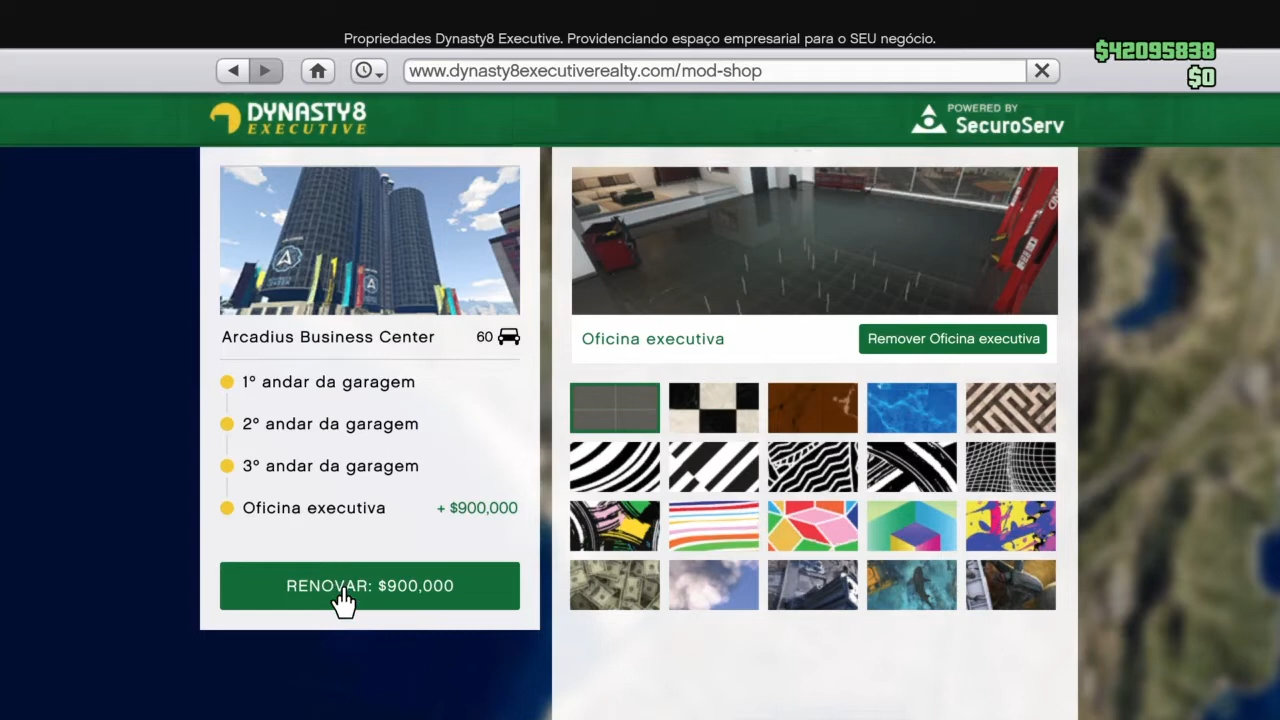 Propriedades Dynasty8 Executive. Providenciando espaço empresarial para o SEU negócio.
$42095838
$0
www.dynasty8executiverealty.com/mod-shop
DYNASTY8
EXECUTIVE
POWERED BY
SecuroServ
Arcadius Business Center 60
1º andar da garagem
2º andar da garagem
3º andar da garagem
Oficina executiva + $900,000
RENOVAR: $900,000
Oficina executiva
Remover Oficina executiva